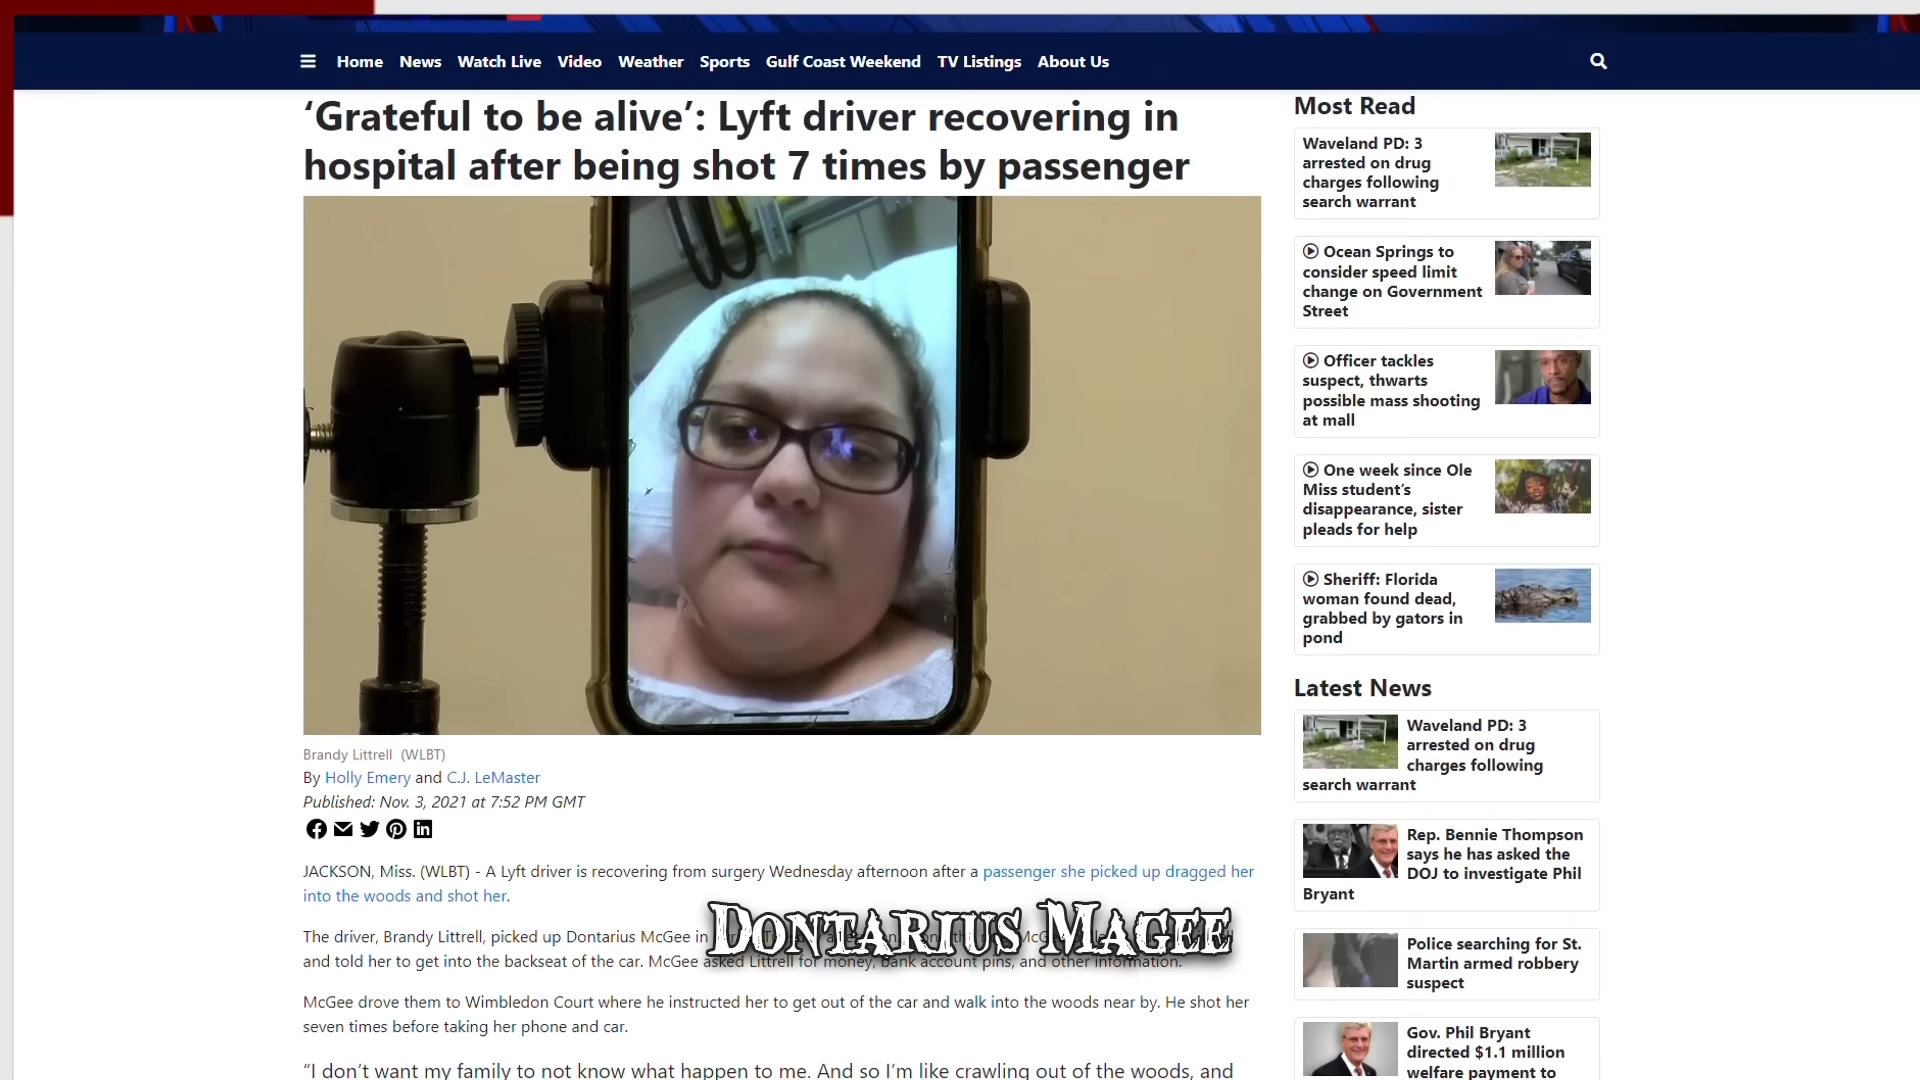 Home News Watch Live Video Weather Sports Gulf Coast Weekend TV Listings About Us
‘Grateful to be alive’: Lyft driver recovering in
hospital after being shot 7 times by passenger
Brandy Littrell (WLBT)
By Holly Emery and C.J. LeMaster
Published: Nov. 3, 2021 at 7:52 PM GMT
JACKSON, Miss. (WLBT) - A Lyft driver is recovering from surgery Wednesday afternoon after a passenger she picked up dragged her
into the woods and shot her.
The driver, Brandy Littrell, picked up Dontarius McGee in
Dontarius Magee
and told her to get into the backseat of the car. McGee asked Littrell for money, bank account pins, and other information.
McGee drove them to Wimbledon Court where he instructed her to get out of the car and walk into the woods near by. He shot her
seven times before taking her phone and car.
“I don’t want my family to not know what happen to me. And so I’m like crawling out of the woods, and
Most Read
Waveland PD: 3
arrested on drug
charges following
search warrant
Ocean Springs to
consider speed limit
change on Government
Street
Officer tackles
suspect, thwarts
possible mass shooting
at mall
One week since Ole
Miss student’s
disappearance, sister
pleads for help
Sheriff: Florida
woman found dead,
grabbed by gators in
pond
Latest News
Waveland PD: 3
arrested on drug
charges following
search warrant
Rep. Bennie Thompson
says he has asked the
DOJ to investigate Phil
Bryant
Police searching for St.
Martin armed robbery
suspect
Gov. Phil Bryant
directed $1.1 million
welfare payment to